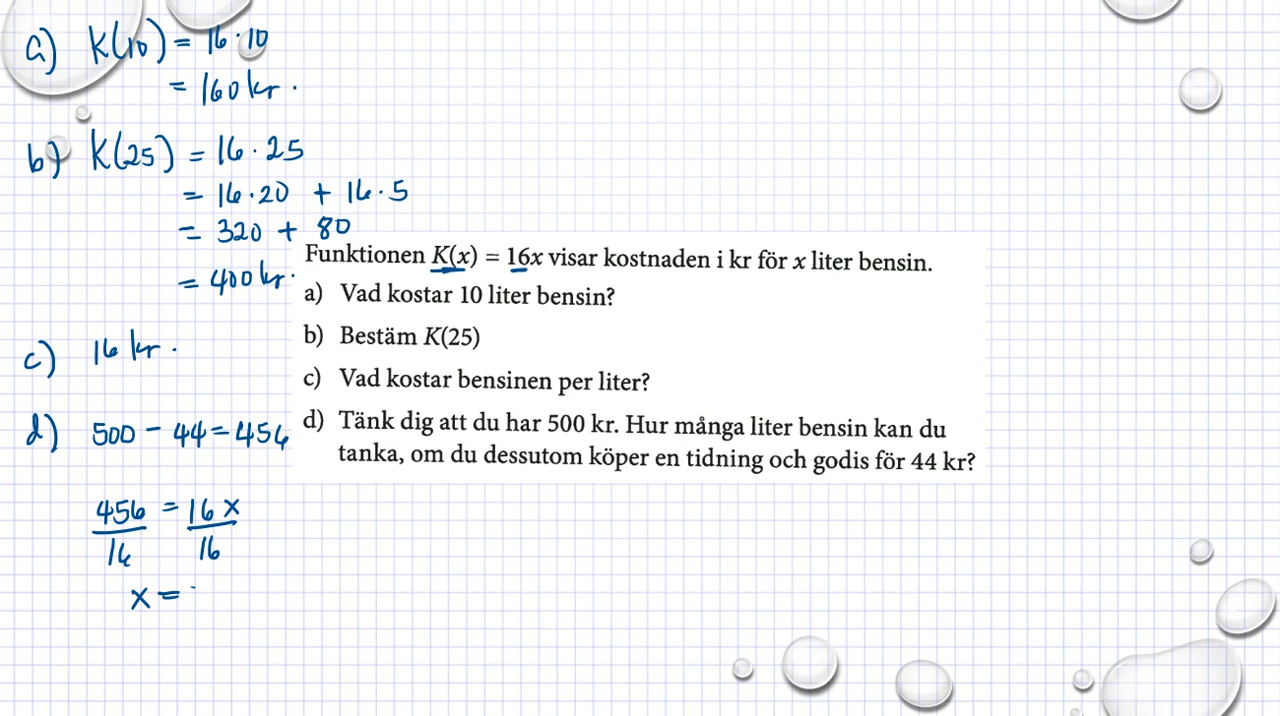 a) K(10) = 16·10
= 160 kr.
b) K(25) = 16·25
= 16·20 + 16·5
= 320 + 80
= 400 kr.
c) 16 kr.
d) 500 - 44 = 456
456/16 = 16x/16
x =
Funktionen K(x) = 16x visar kostnaden i kr för x liter bensin.
a) Vad kostar 10 liter bensin?
b) Bestäm K(25)
c) Vad kostar bensinen per liter?
d) Tänk dig att du har 500 kr. Hur många liter bensin kan du
tanka, om du dessutom köper en tidning och godis för 44 kr?